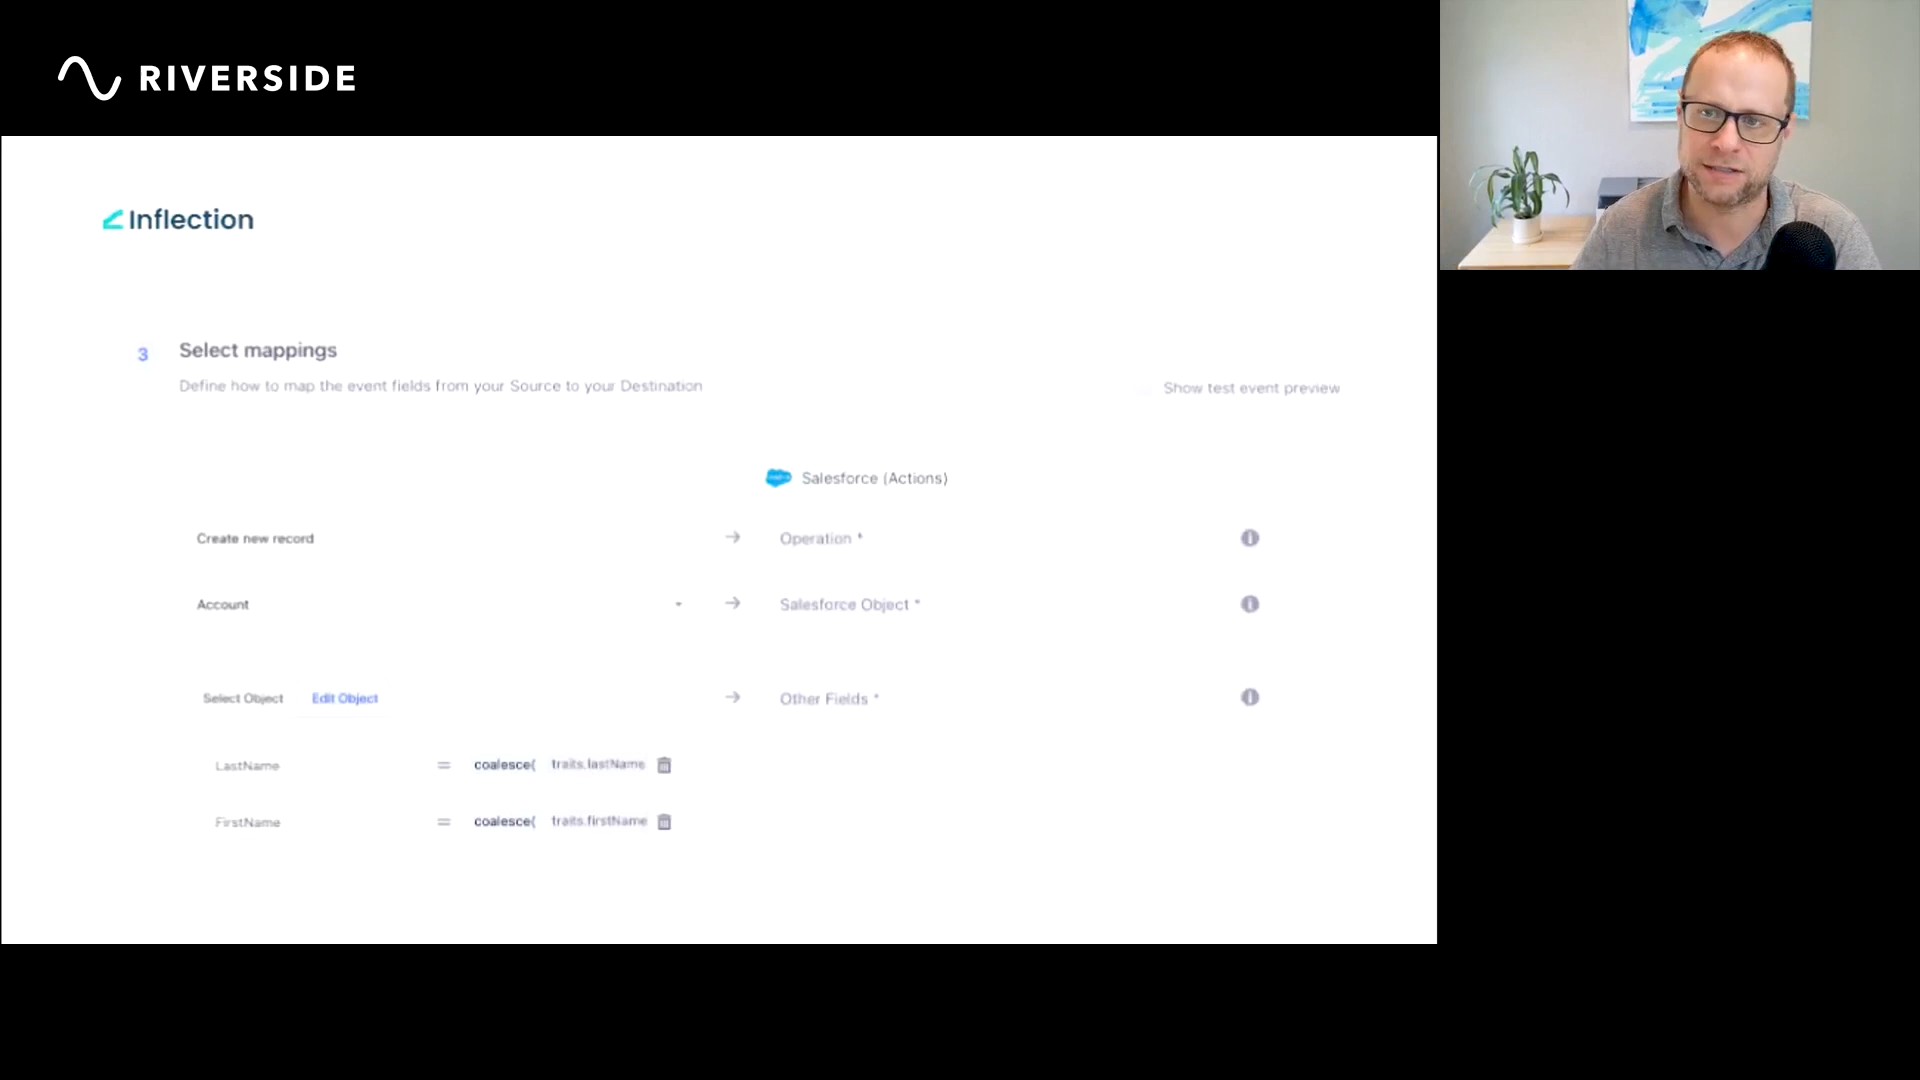 RIVERSIDE
Inflection
3 Select mappings
Define how to map the event fields from your Source to your Destination
Show test event preview
Salesforce (Actions)
Create new record → Operation *
Account → Salesforce Object *
Select Object Edit Object → Other Fields *
LastName = coalesce( traits.lastName
FirstName = coalesce( traits.firstName